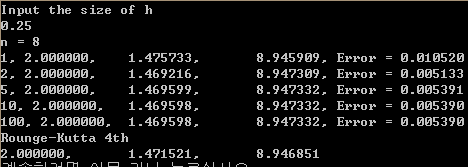 Input the size of h
0.25
n = 8
1, 2.000000, 1.475733, 8.945909, Error = 0.010520
2, 2.000000, 1.469216, 8.947309, Error = 0.005133
5, 2.000000, 1.469599, 8.947332, Error = 0.005391
10, 2.000000, 1.469598, 8.947332, Error = 0.005390
100, 2.000000, 1.469598, 8.947332, Error = 0.005390
Rounge-Kutta 4th
2.000000, 1.471521, 8.946851